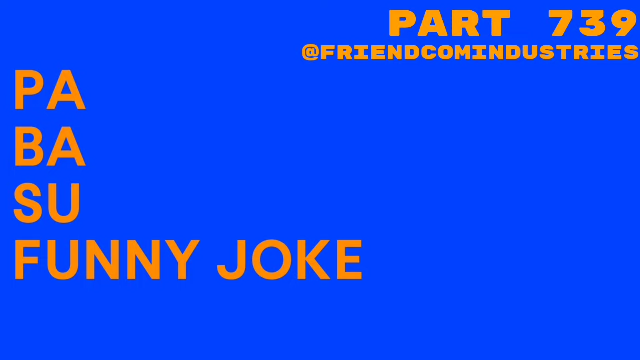 PART 739
@FRIENDCOMINDUSTRIES
PA
BA
SU
FUNNY JOKE